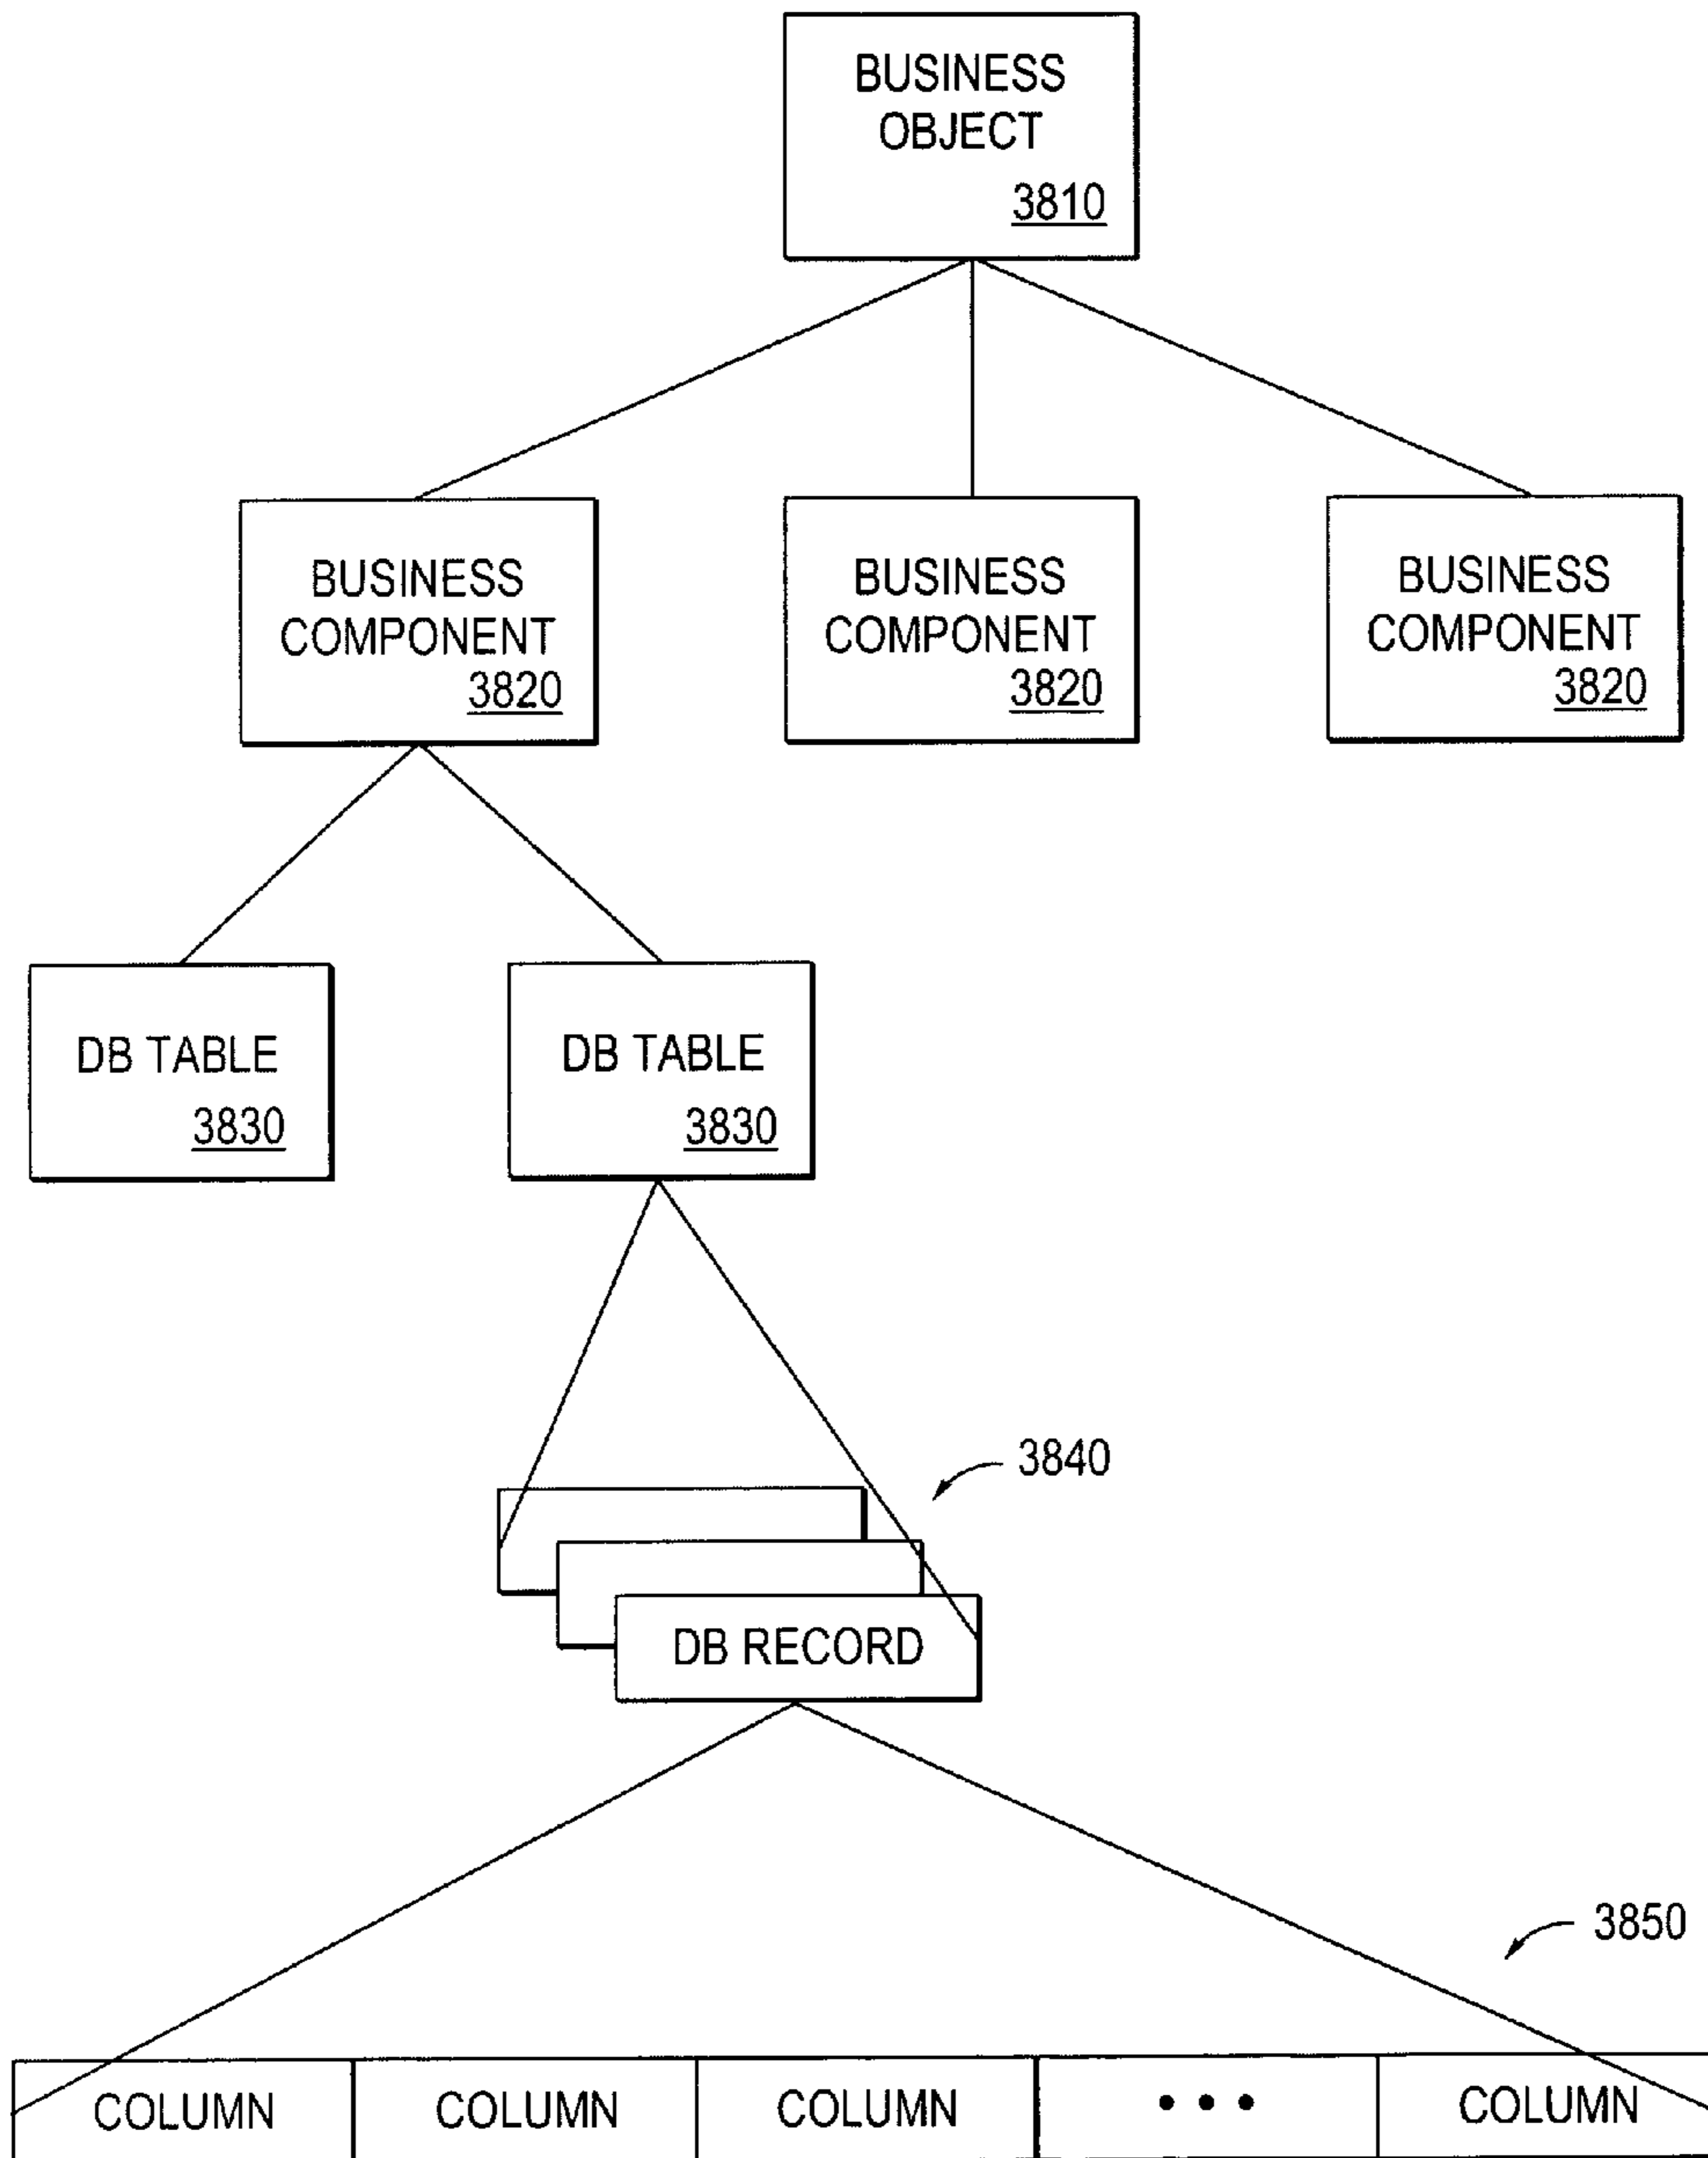 BUSINESS
OBJECT
3810
BUSINESS
COMPONENT
3820
BUSINESS
COMPONENT
3820
BUSINESS
COMPONENT
3820
DB TABLE
3830
DB TABLE
3830
3840
DB RECORD
3850
COLUMN COLUMN COLUMN • • • COLUMN